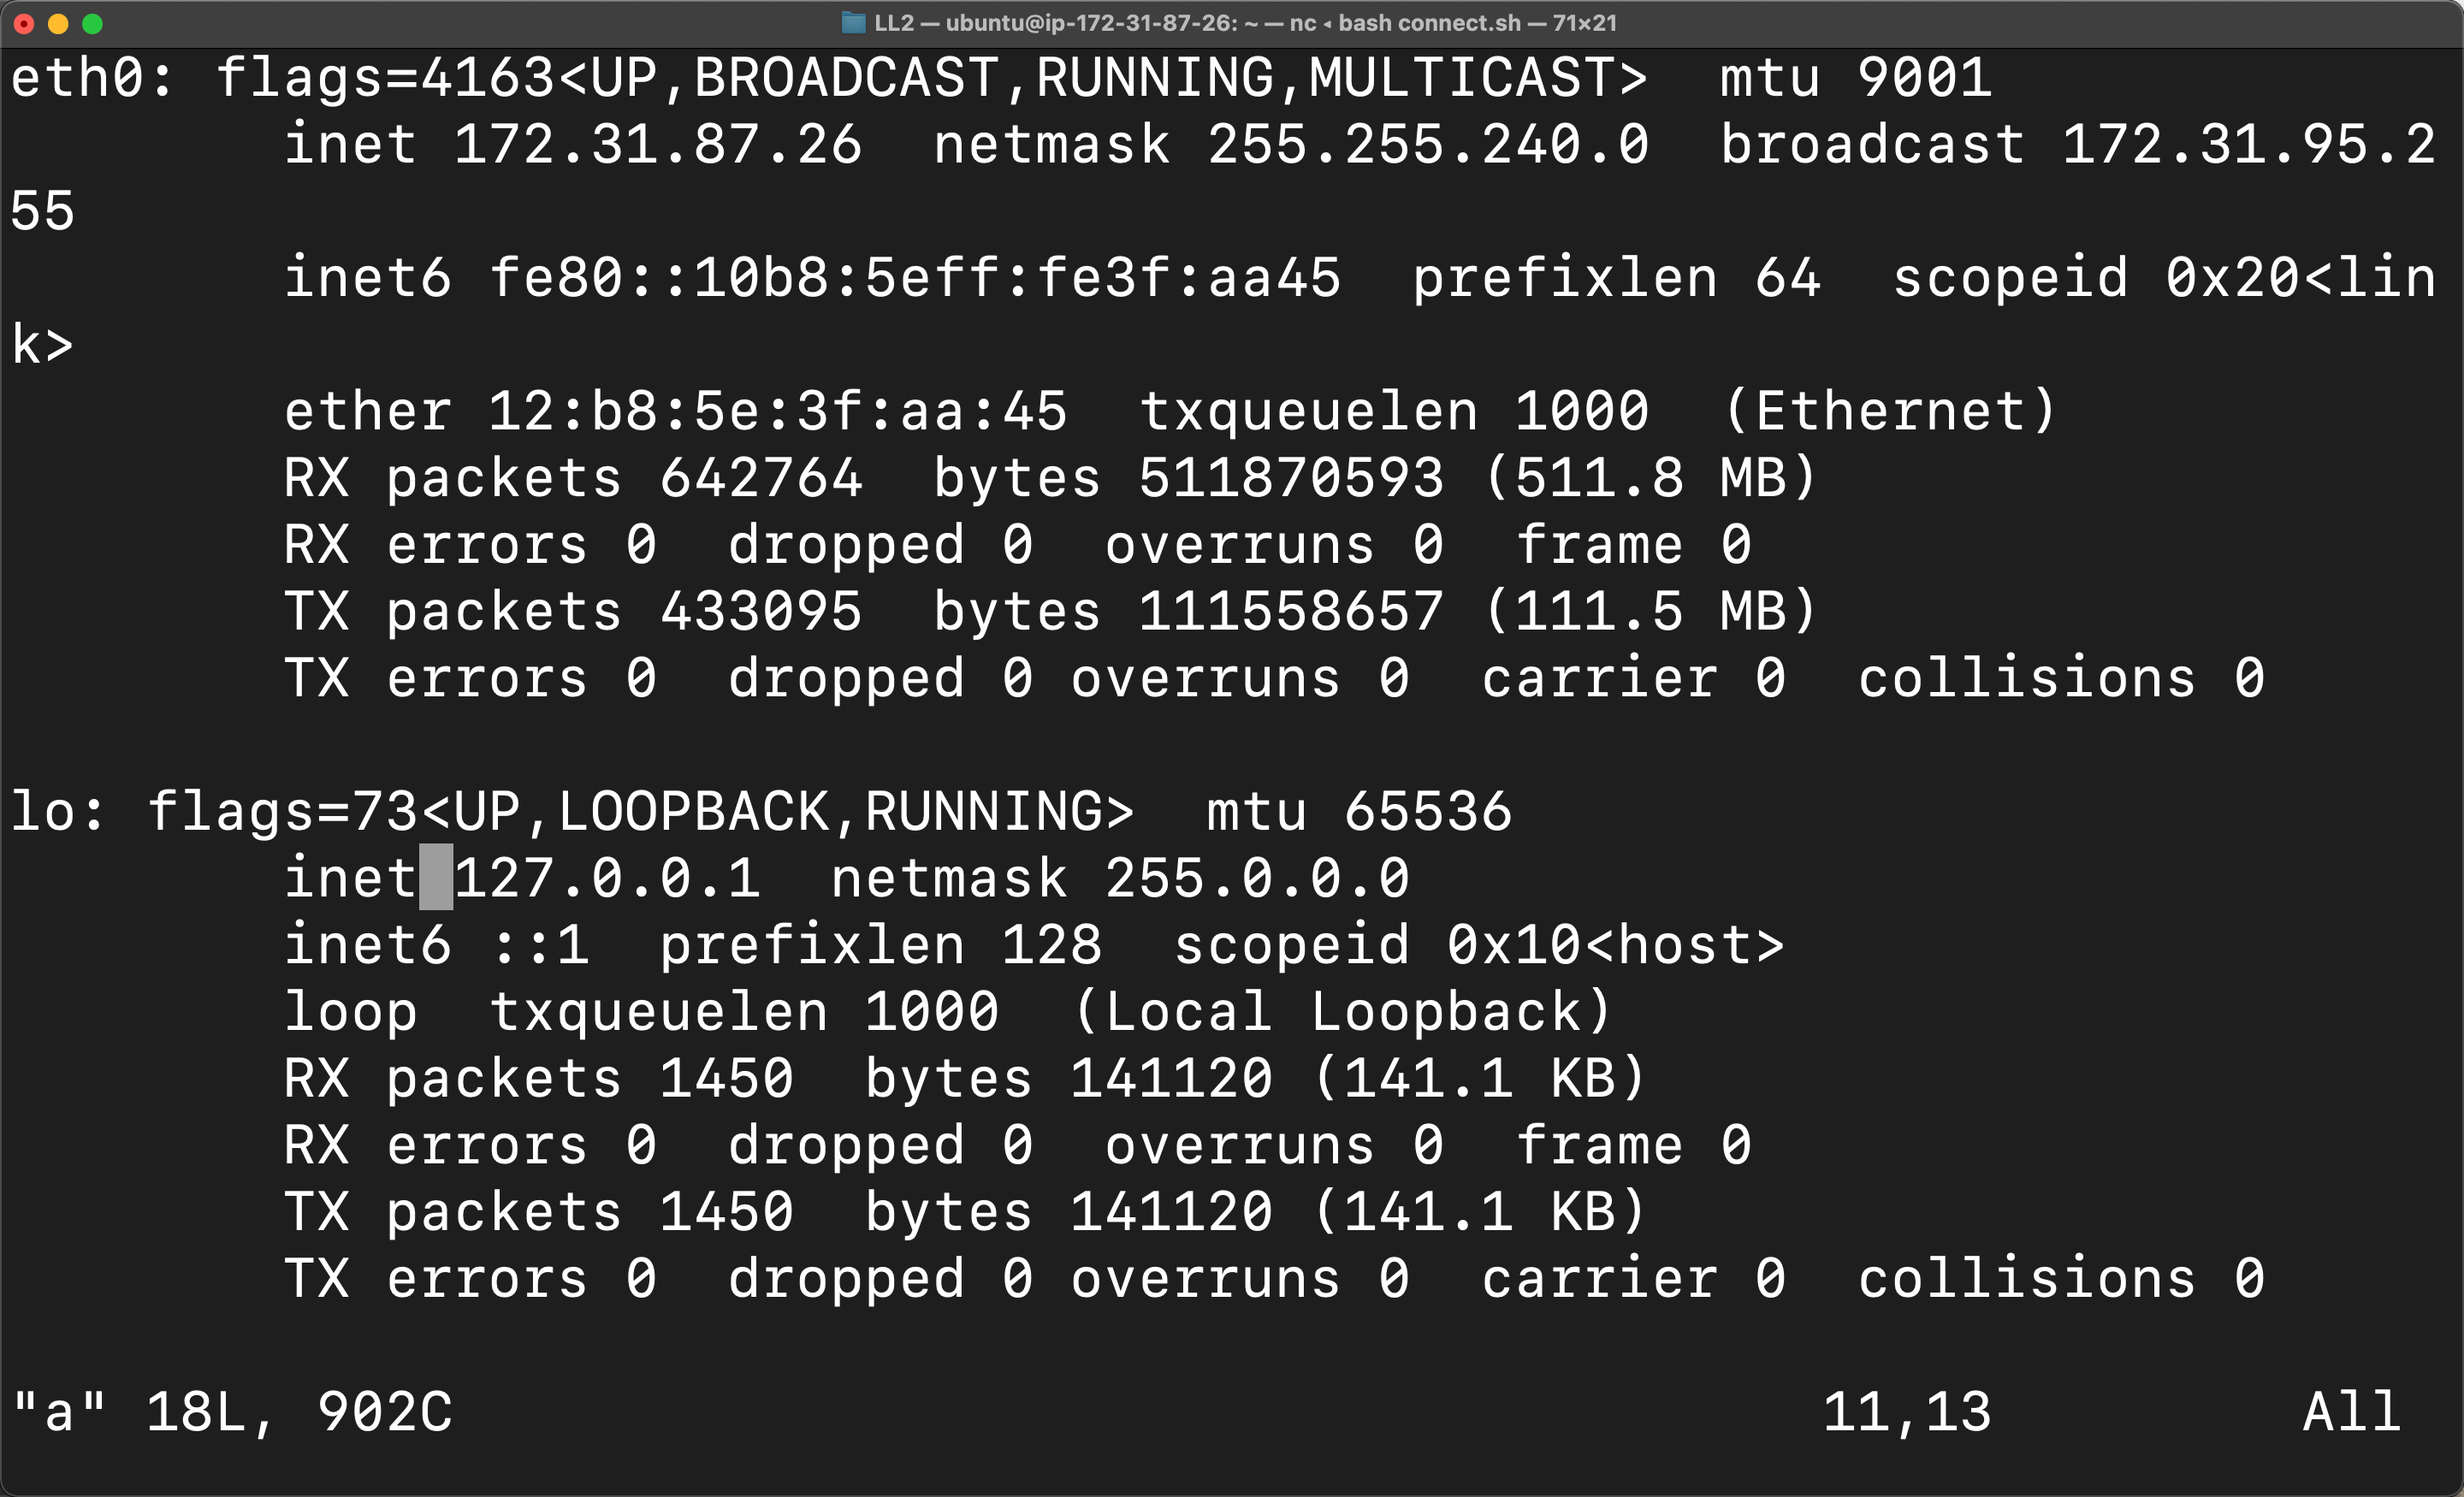 LL2 — ubuntu@ip-172-31-87-26: ~ — nc ◂ bash connect.sh — 71×21
eth0: flags=4163<UP,BROADCAST,RUNNING,MULTICAST>  mtu 9001
        inet 172.31.87.26  netmask 255.255.240.0  broadcast 172.31.95.2
55
        inet6 fe80::10b8:5eff:fe3f:aa45  prefixlen 64  scopeid 0x20<lin
k>
        ether 12:b8:5e:3f:aa:45  txqueuelen 1000  (Ethernet)
        RX packets 642764  bytes 511870593 (511.8 MB)
        RX errors 0  dropped 0  overruns 0  frame 0
        TX packets 433095  bytes 111558657 (111.5 MB)
        TX errors 0  dropped 0 overruns 0  carrier 0  collisions 0

lo: flags=73<UP,LOOPBACK,RUNNING>  mtu 65536
        inet 127.0.0.1  netmask 255.0.0.0
        inet6 ::1  prefixlen 128  scopeid 0x10<host>
        loop  txqueuelen 1000  (Local Loopback)
        RX packets 1450  bytes 141120 (141.1 KB)
        RX errors 0  dropped 0  overruns 0  frame 0
        TX packets 1450  bytes 141120 (141.1 KB)
        TX errors 0  dropped 0 overruns 0  carrier 0  collisions 0

"a" 18L, 902C                                        11,13         All